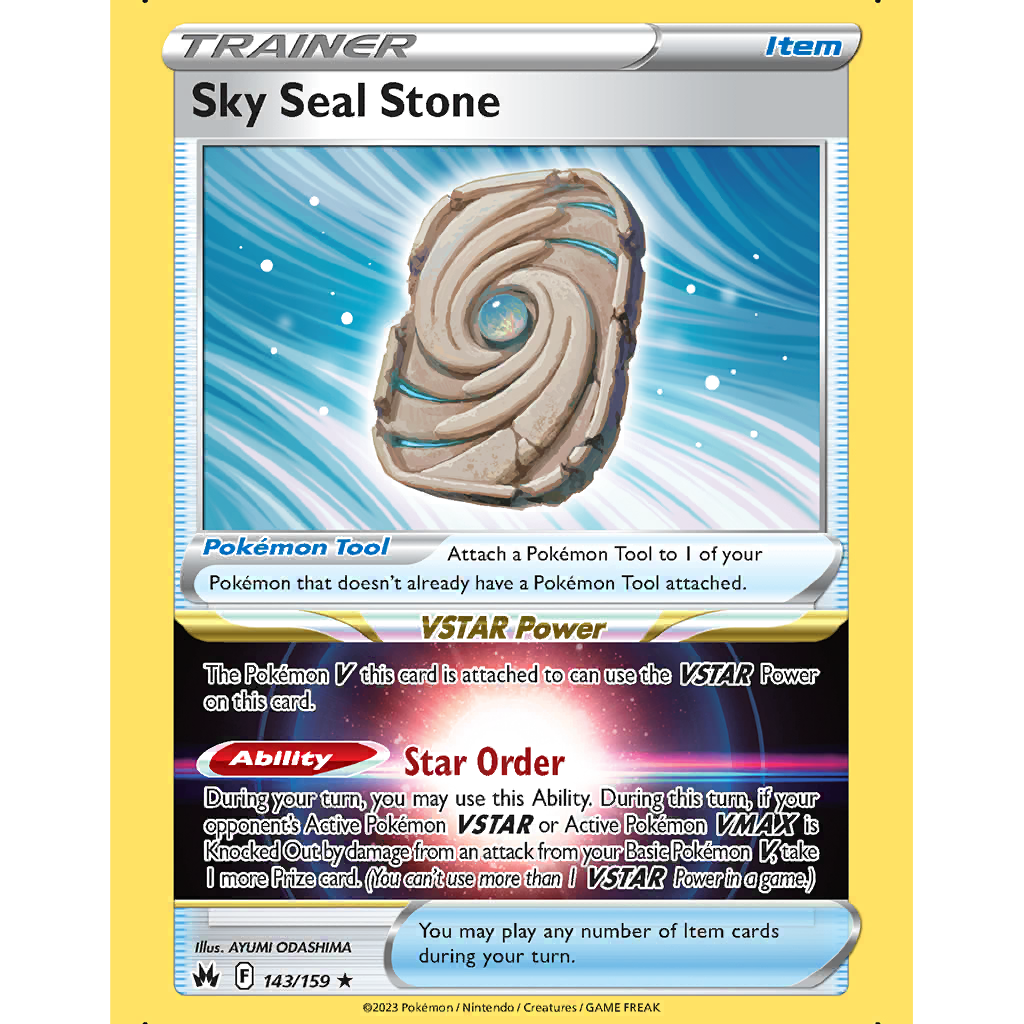 TRAINER
Item
Sky Seal Stone
Pokémon Tool
Attach a Pokémon Tool to 1 of your
Pokémon that doesn't already have a Pokémon Tool attached.
VSTAR Power
The Pokémon V this card is attached to can use the VSTAR Power
on this card.
Ability
Star Order
During your turn, you may use this Ability. During this turn, if your
opponent's Active Pokémon VSTAR or Active Pokémon VMAX is
Knocked Out by damage from an attack from your Basic Pokémon V, take
1 more Prize card. (You can't use more than 1 VSTAR Power in a game.)
You may play any number of Item cards
during your turn.
Illus. AYUMI ODASHIMA
F 143/159 ★
©2023 Pokémon / Nintendo / Creatures / GAME FREAK